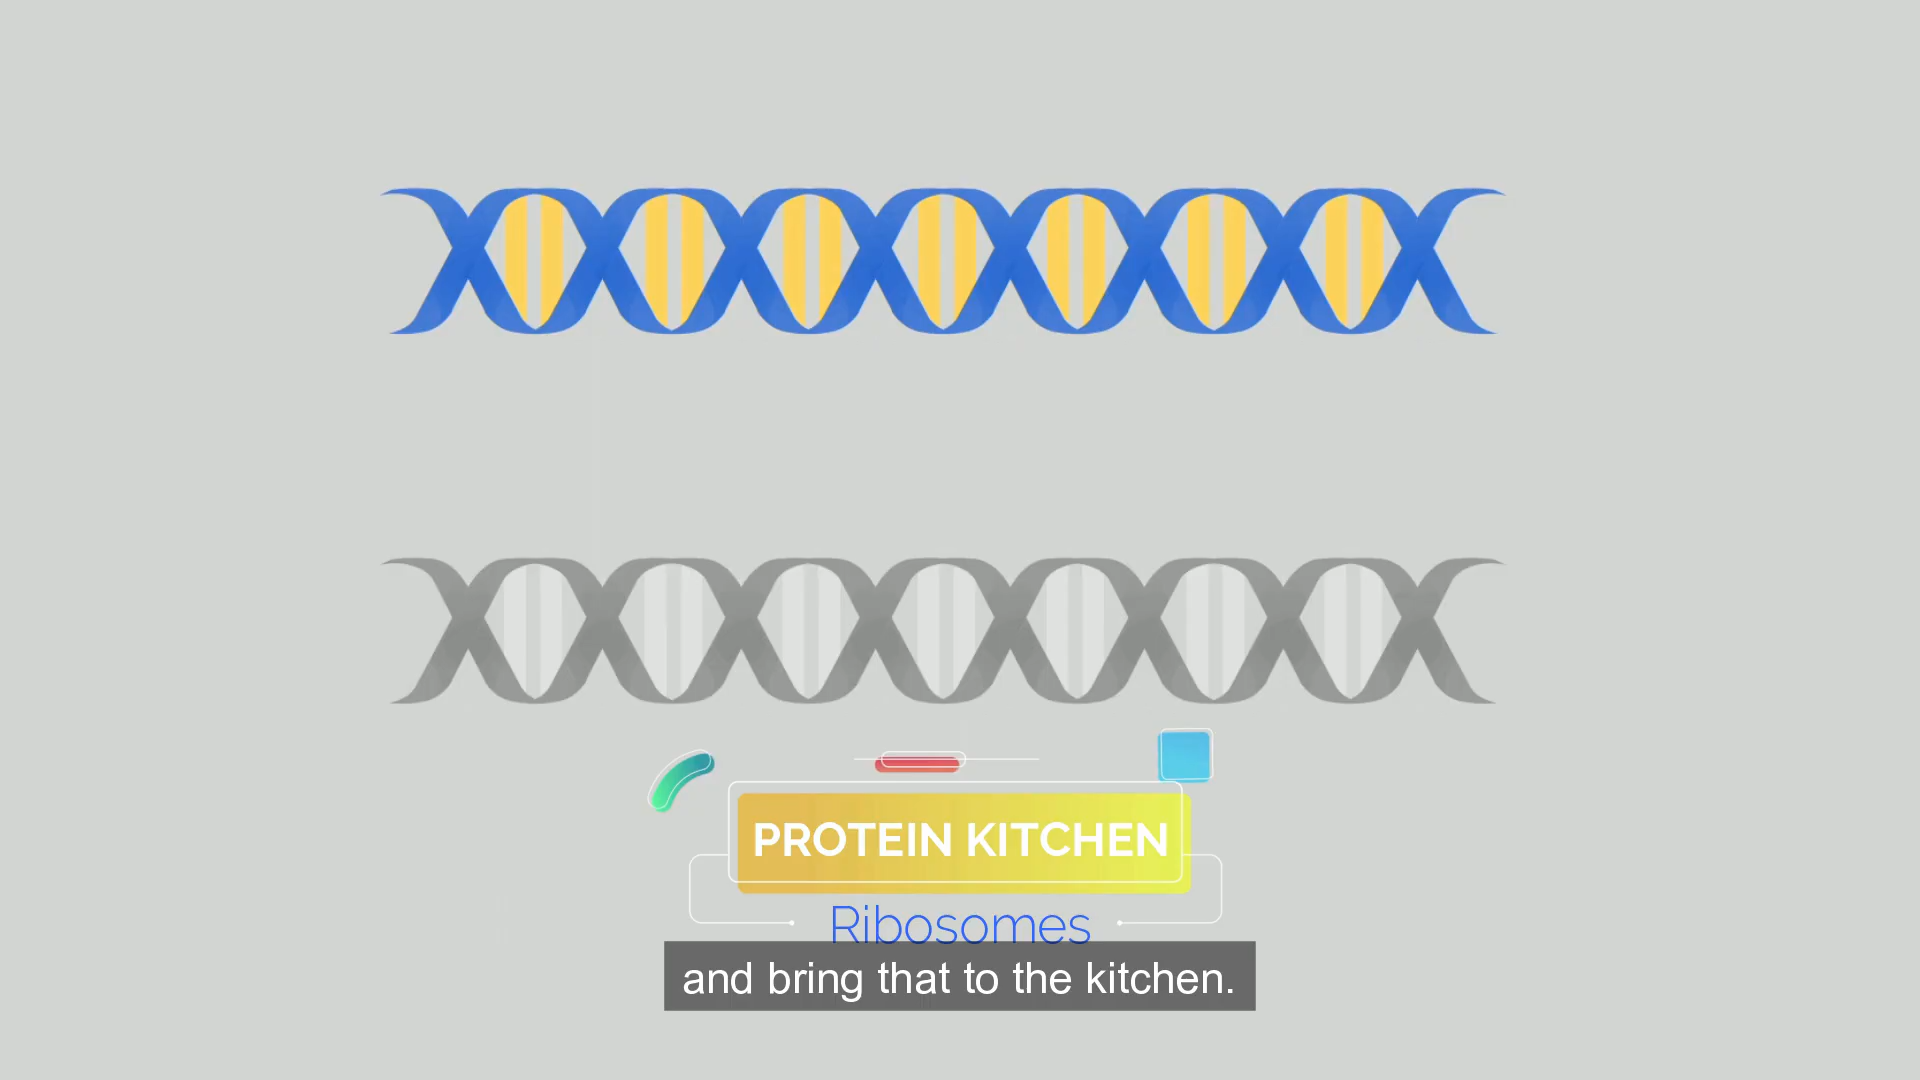 PROTEIN KITCHEN
Ribosomes
and bring that to the kitchen.